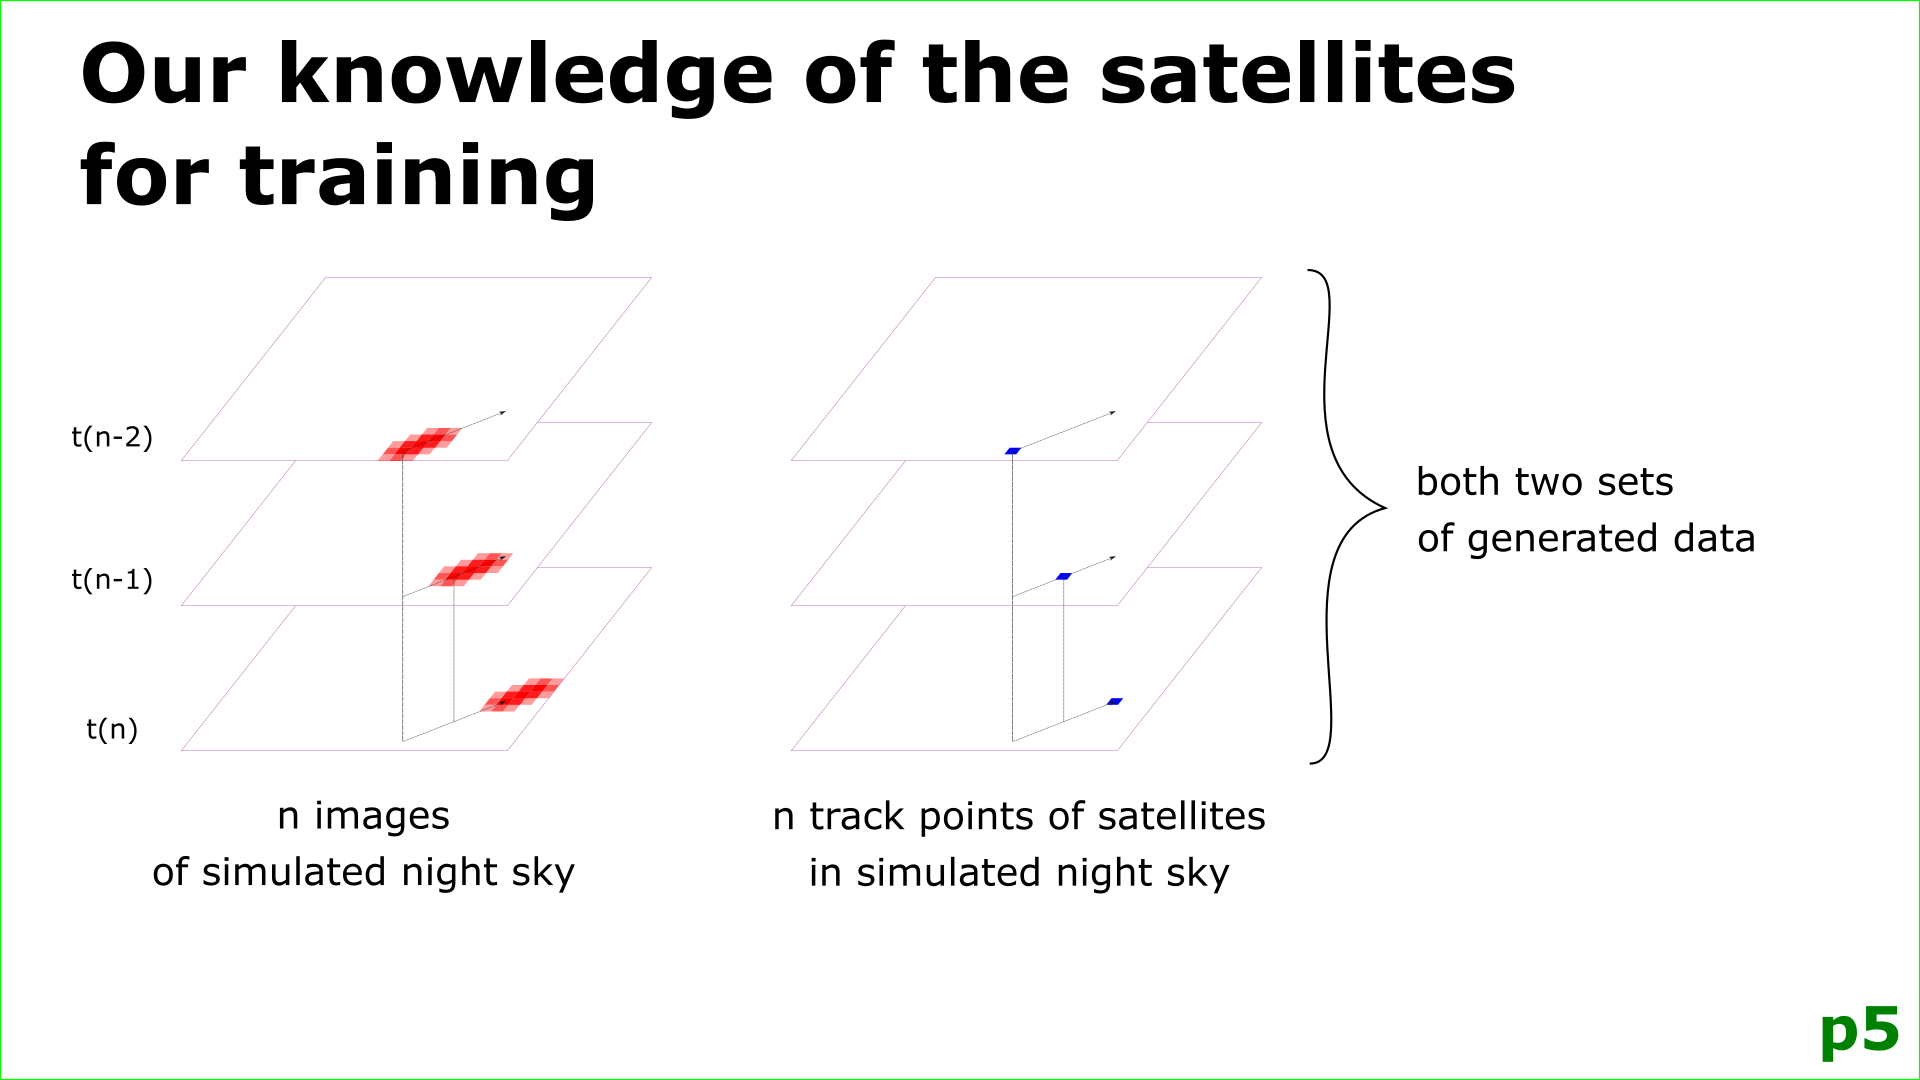 Our knowledge of the satellites
for training
t(n-2)
t(n-1)
t(n)
n images
of simulated night sky
n track points of satellites
in simulated night sky
both two sets
of generated data
p5